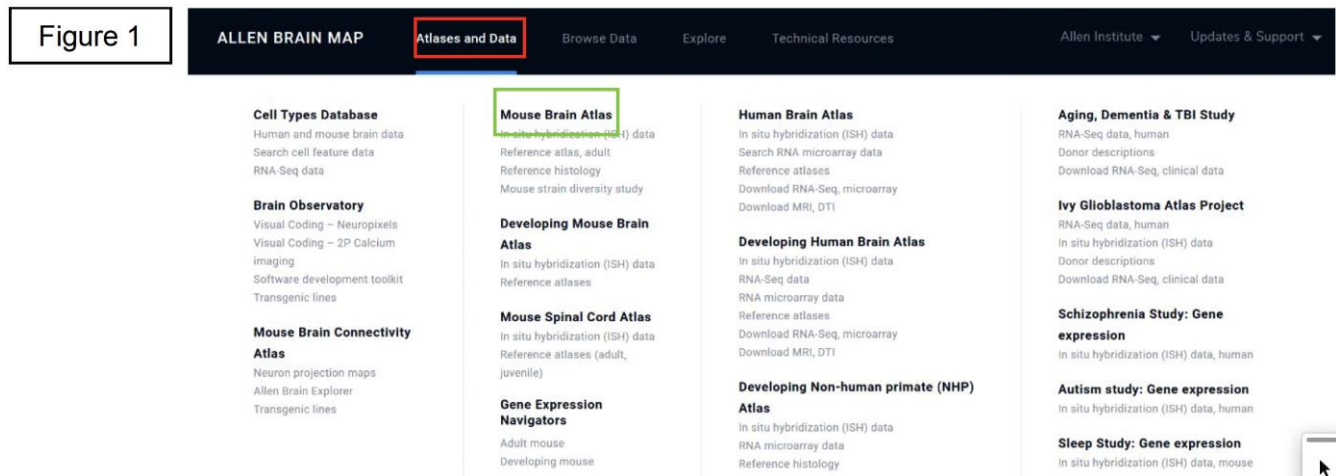 Figure 1
ALLEN BRAIN MAP
Atlases and Data
Browse Data
Explore
Technical Resources
Allen Institute
Updates & Support
Cell Types Database
Human and mouse brain data
Search cell feature data
RNA-Seq data
Brain Observatory
Visual Coding – Neuropixels
Visual Coding – 2P Calcium
imaging
Software development toolkit
Transgenic lines
Mouse Brain Connectivity
Atlas
Neuron projection maps
Allen Brain Explorer
Transgenic lines
Mouse Brain Atlas
In situ hybridization (ISH) data
Reference atlas, adult
Reference histology
Mouse strain diversity study
Developing Mouse Brain
Atlas
In situ hybridization (ISH) data
Reference atlases
Mouse Spinal Cord Atlas
In situ hybridization (ISH) data
Reference atlases (adult,
juvenile)
Gene Expression
Navigators
Adult mouse
Developing mouse
Human Brain Atlas
In situ hybridization (ISH) data
Search RNA microarray data
Reference atlases
Download RNA-Seq, microarray
Download MRI, DTI
Developing Human Brain Atlas
In situ hybridization (ISH) data
RNA-Seq data
RNA microarray data
Reference atlases
Download RNA-Seq, microarray
Download MRI, DTI
Developing Non-human primate (NHP)
Atlas
In situ hybridization (ISH) data
RNA microarray data
Reference histology
Aging, Dementia & TBI Study
RNA-Seq data, human
Donor descriptions
Download RNA-Seq, clinical data
Ivy Glioblastoma Atlas Project
RNA-Seq data, human
In situ hybridization (ISH) data
Donor descriptions
Download RNA-Seq, clinical data
Schizophrenia Study: Gene
expression
In situ hybridization (ISH) data, human
Autism study: Gene expression
In situ hybridization (ISH) data, human
Sleep Study: Gene expression
In situ hybridization (ISH) data, mouse